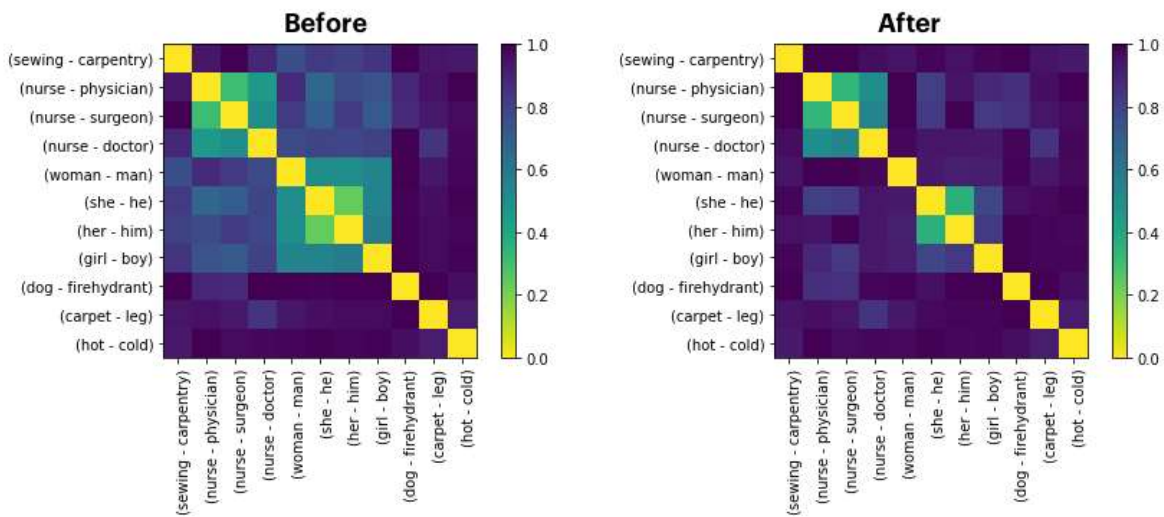 Before
(sewing - carpentry)
(nurse - physician)
(nurse - surgeon)
(nurse - doctor)
(woman - man)
(she - he)
(her - him)
(girl - boy)
(dog - firehydrant)
(carpet - leg)
(hot - cold)
1.0
0.8
0.6
0.4
0.2
0.0
(sewing - carpentry)
(nurse - physician)
(nurse - surgeon)
(nurse - doctor)
(woman - man)
(she - he)
(her - him)
(girl - boy)
(dog - firehydrant)
(carpet - leg)
(hot - cold)
After
(sewing - carpentry)
(nurse - physician)
(nurse - surgeon)
(nurse - doctor)
(woman - man)
(she - he)
(her - him)
(girl - boy)
(dog - firehydrant)
(carpet - leg)
(hot - cold)
1.0
0.8
0.6
0.4
0.2
0.0
(sewing - carpentry)
(nurse - physician)
(nurse - surgeon)
(nurse - doctor)
(woman - man)
(she - he)
(her - him)
(girl - boy)
(dog - firehydrant)
(carpet - leg)
(hot - cold)